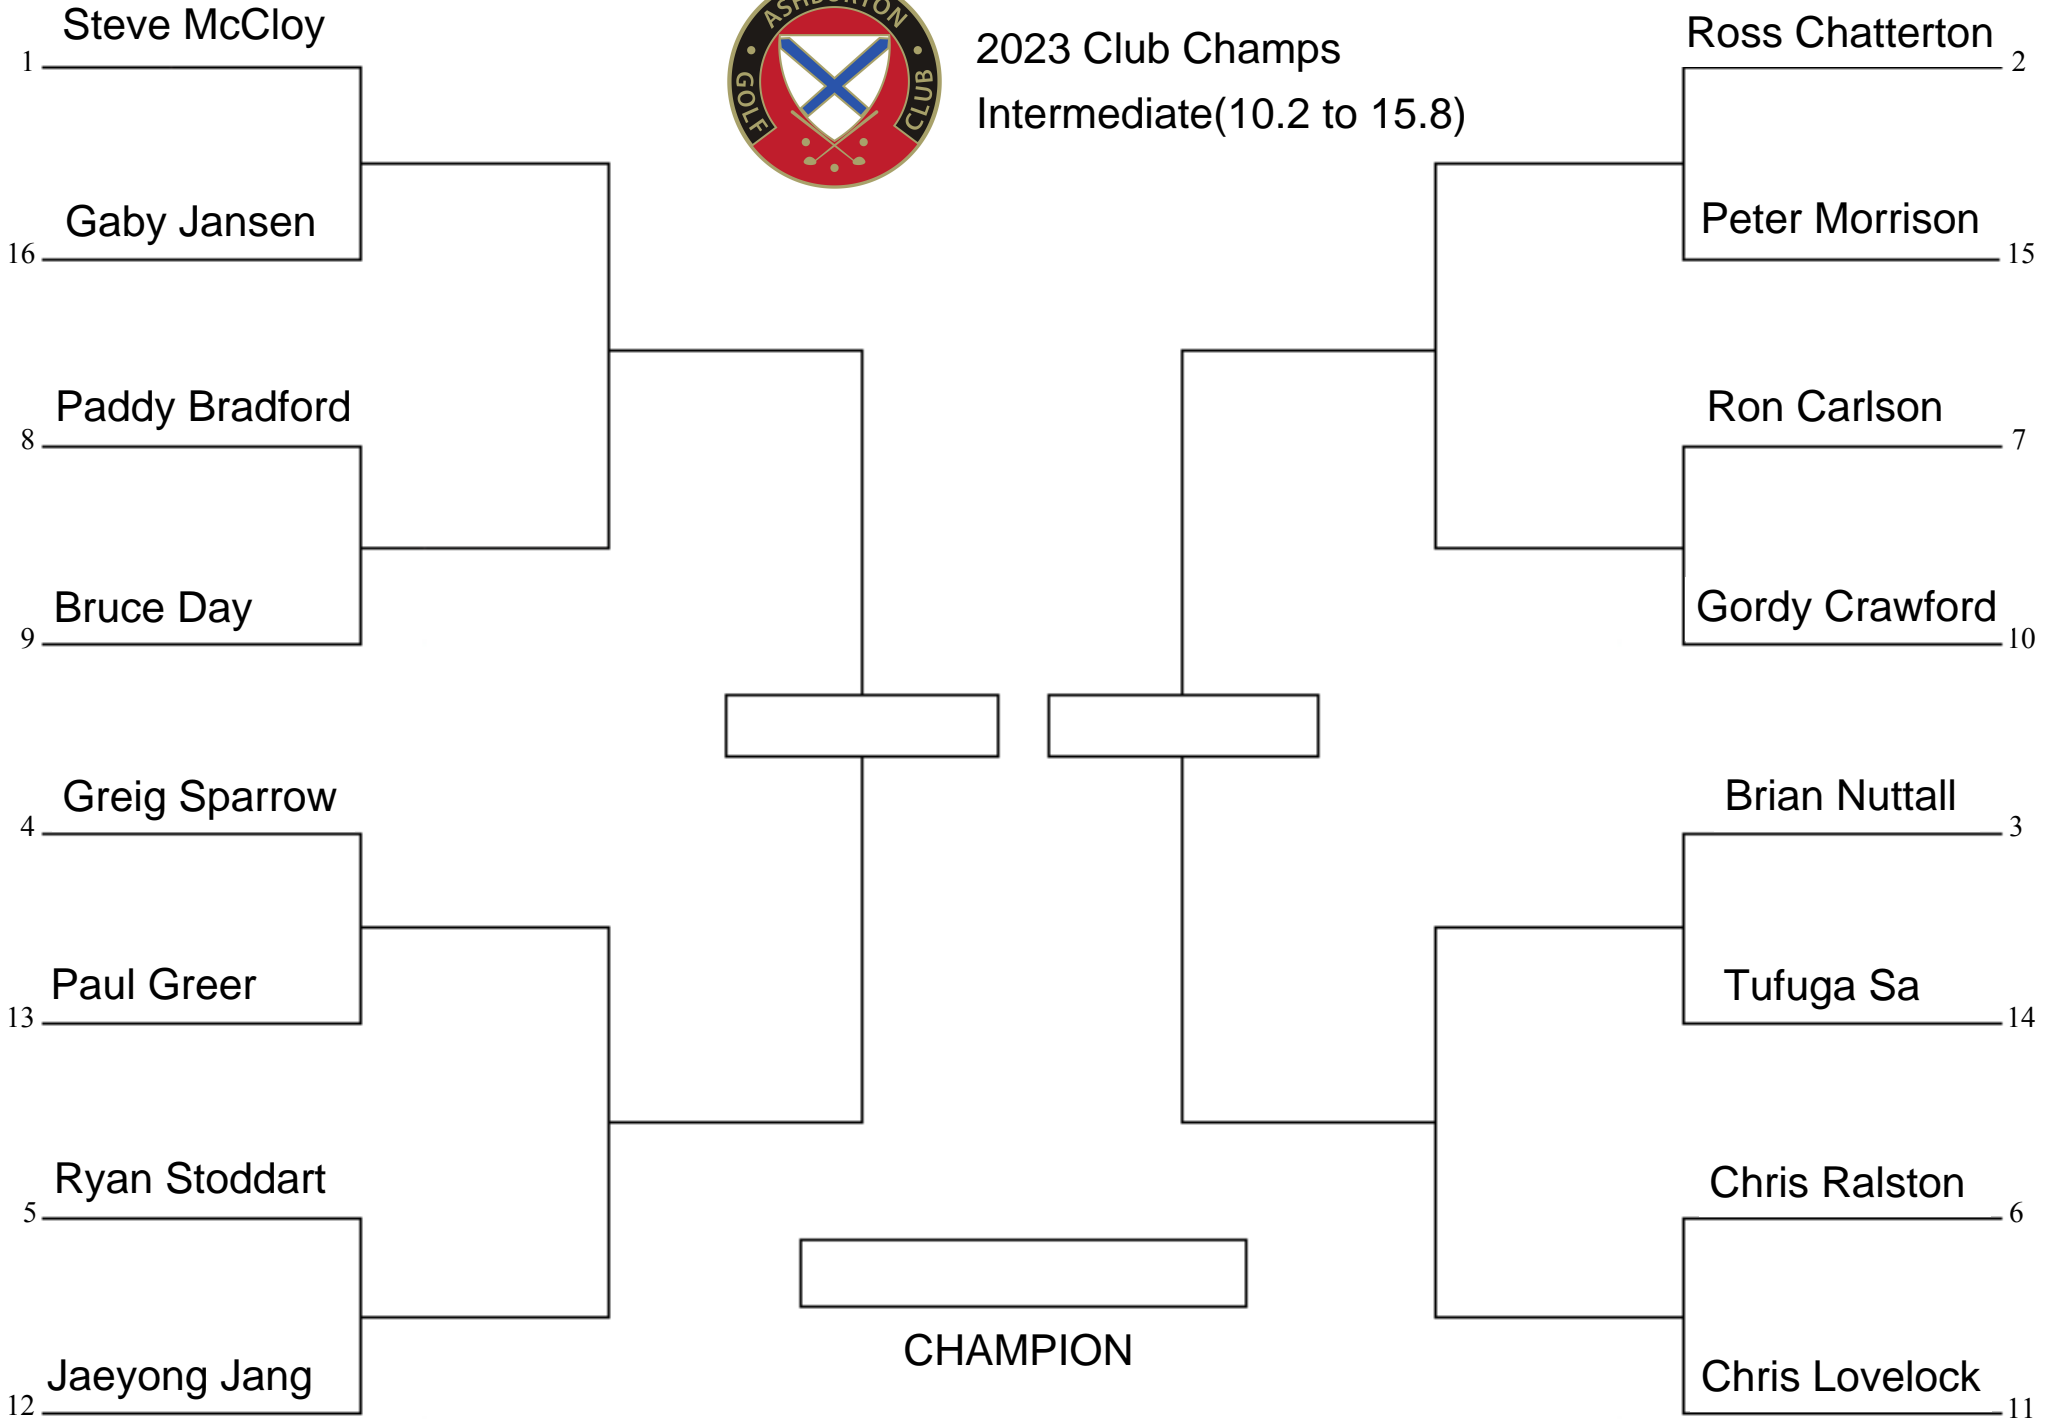 ASHBURTON
GOLF CLUB
2023 Club Champs
Intermediate(10.2 to 15.8)
Steve McCloy
1
Gaby Jansen
16
Paddy Bradford
8
Bruce Day
9
Greig Sparrow
4
Paul Greer
13
Ryan Stoddart
5
Jaeyong Jang
12
Ross Chatterton
2
Peter Morrison
15
Ron Carlson
7
Gordy Crawford
10
Brian Nuttall
3
Tufuga Sa
14
Chris Ralston
6
Chris Lovelock
11
CHAMPION